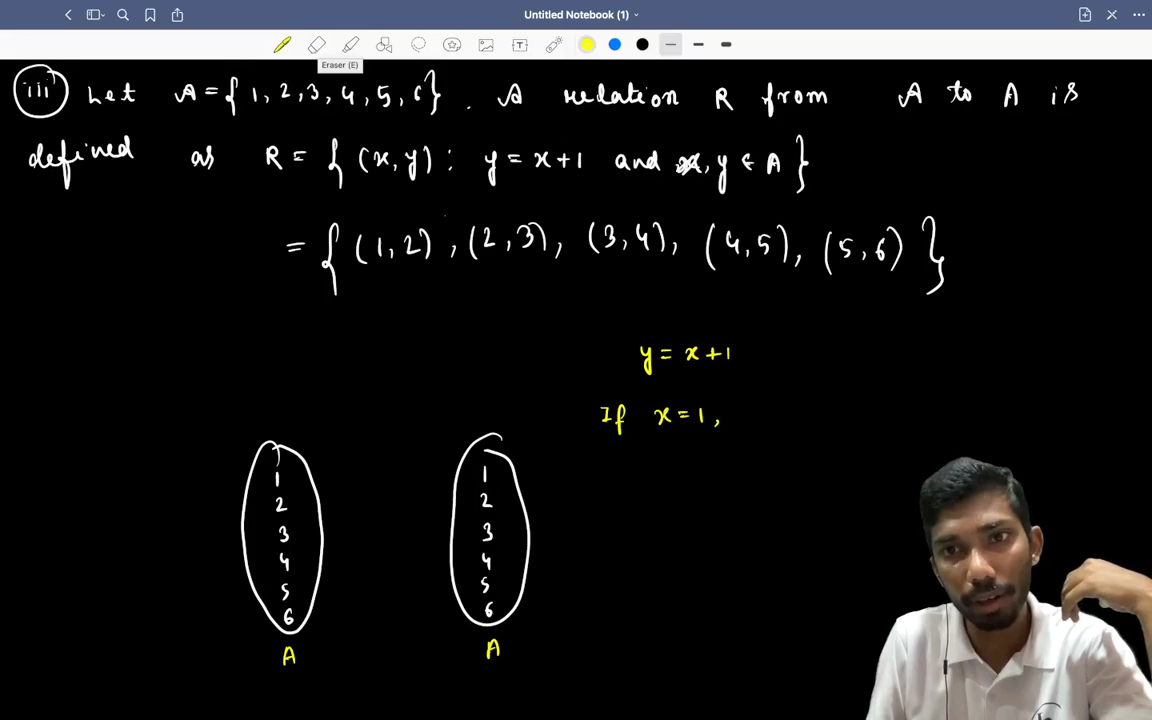 Untitled Notebook (1)
Eraser (E)
iii Let A = { 1, 2, 3, 4, 5, 6 } . A relation R from A to A is
defined as R = { (x, y) : y = x + 1 and x, y ∈ A }
= { (1, 2) , (2, 3), (3, 4), (4, 5), (5, 6) }
y = x + 1
If x = 1 ,
1 1
2 2
3 3
4 4
5 5
6 6
A A